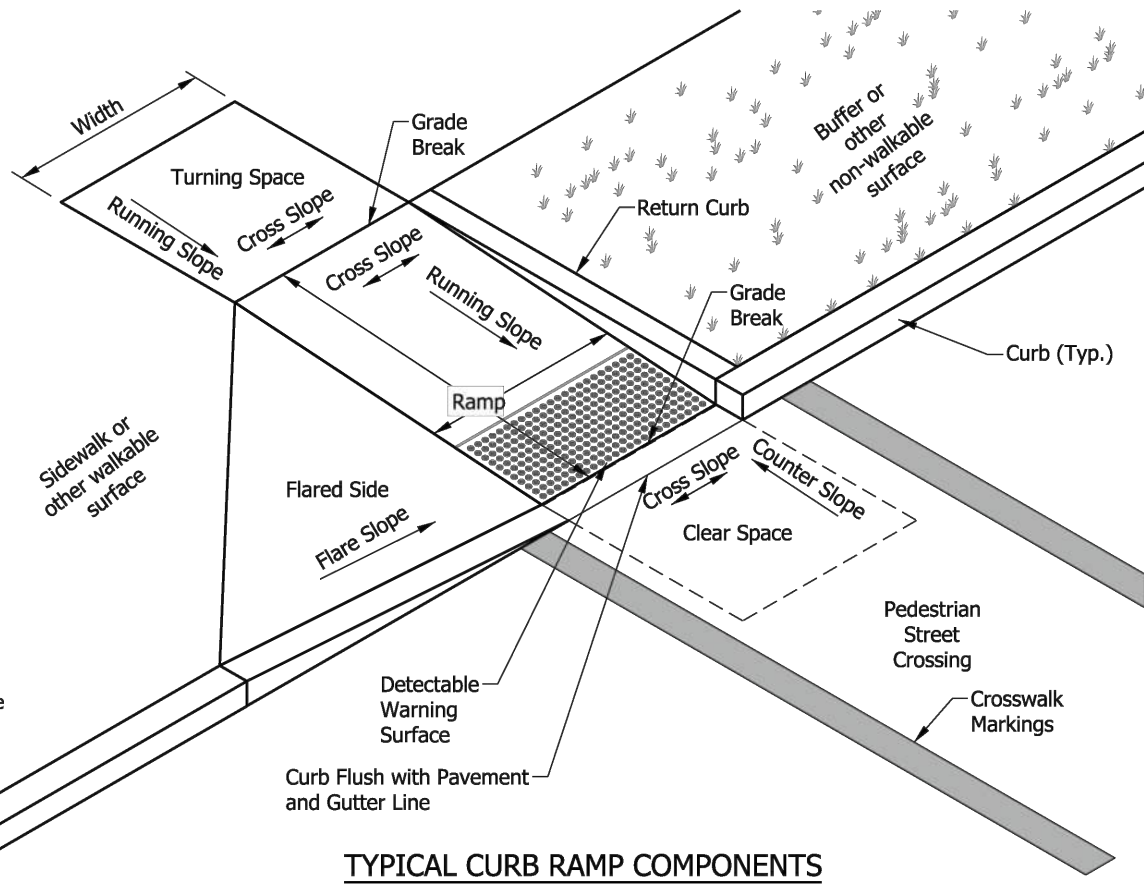 Width
Turning Space
Running Slope
Cross Slope
Grade
Break
Cross Slope
Running Slope
Return Curb
Buffer or
other
non-walkable
surface
Grade
Break
Curb (Typ.)
Ramp
Sidewalk or
other walkable
surface
Flared Side
Flare Slope
Cross Slope
Counter Slope
Clear Space
Pedestrian
Street
Crossing
Crosswalk
Markings
e
Detectable
Warning
Surface
Curb Flush with Pavement
and Gutter Line
TYPICAL CURB RAMP COMPONENTS